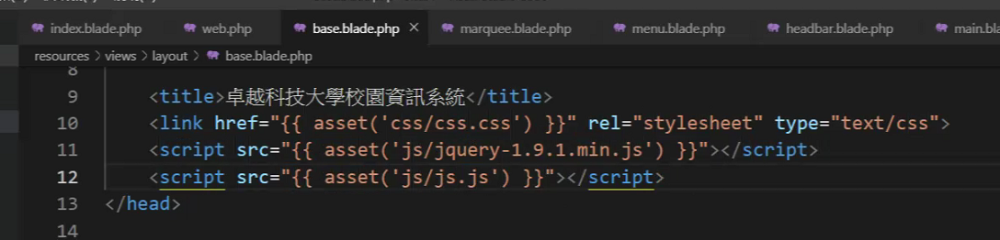 index.blade.php web.php base.blade.php × marquee.blade.php menu.blade.php headbar.blade.php
resources > views > layout > base.blade.php
8
9 <title>卓越科技大學校園資訊系統</title>
10 <link href="{{ asset('css/css.css') }}" rel="stylesheet" type="text/css">
11 <script src="{{ asset('js/jquery-1.9.1.min.js') }}"></script>
12 <script src="{{ asset('js/js.js') }}"></script>
13 </head>
14